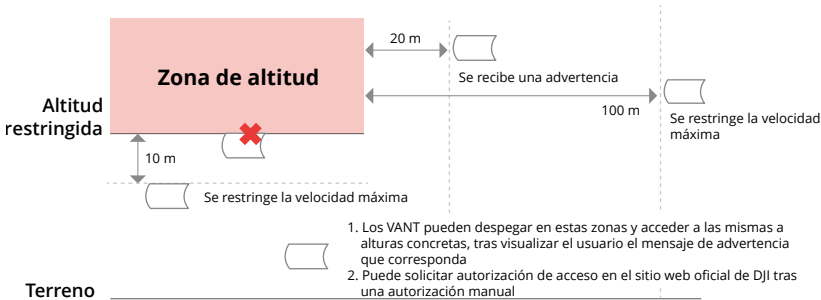 20 m
Zona de altitud
Se recibe una advertencia
Altitud
restringida
100 m
Se restringe la velocidad
máxima
10 m
Se restringe la velocidad máxima
1. Los VANT pueden despegar en estas zonas y acceder a las mismas a
alturas concretas, tras visualizar el usuario el mensaje de advertencia
que corresponda
2. Puede solicitar autorización de acceso en el sitio web oficial de DJI tras
una autorización manual
Terreno